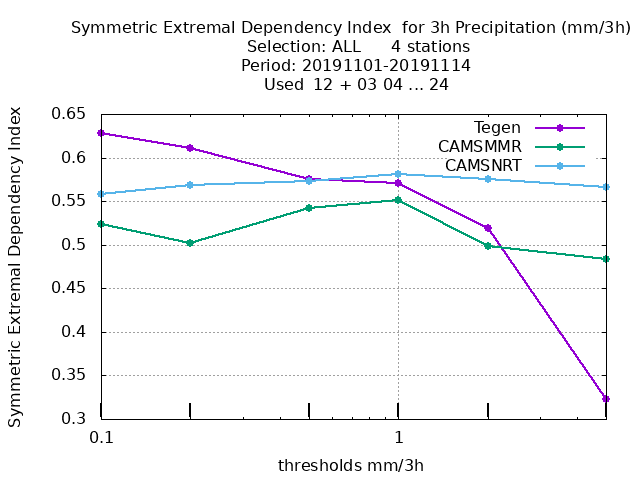 Symmetric Extremal Dependency Index  for 3h Precipitation (mm/3h)
Selection: ALL      4 stations
Period: 20191101-20191114
Used  12 + 03 04 ... 24
Symmetric Extremal Dependency Index
0.65
0.6
0.55
0.5
0.45
0.4
0.35
0.3
Tegen
CAMSMMR
CAMSNRT
0.1
1
thresholds mm/3h